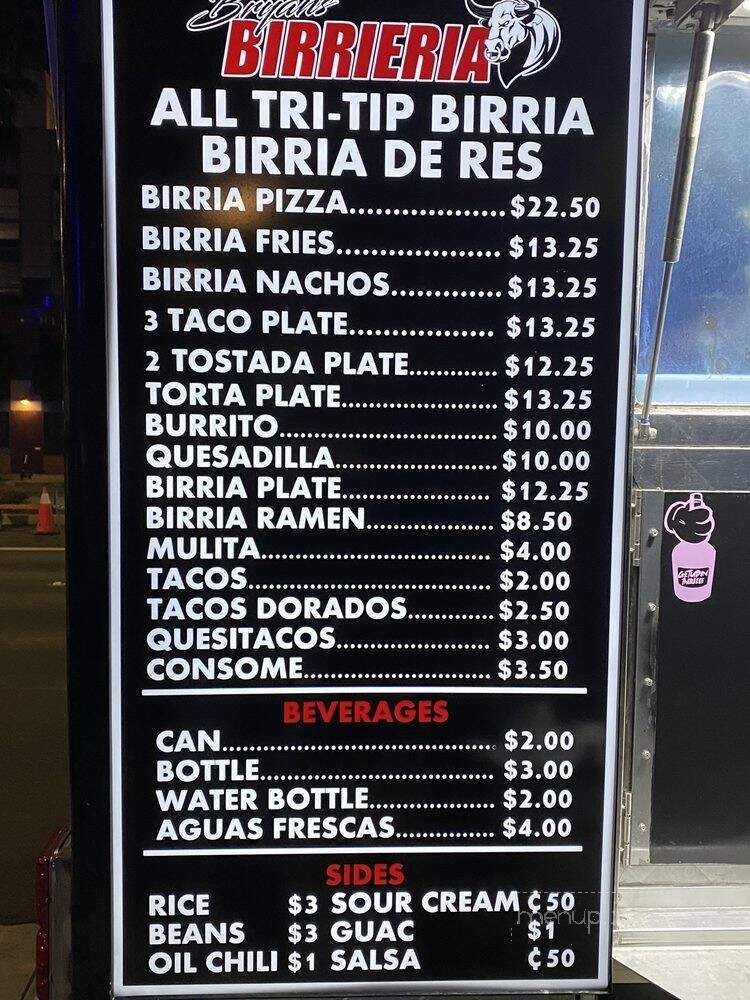 Bryan's
BIRRIERIA
ALL TRI-TIP BIRRIA
BIRRIA DE RES
BIRRIA PIZZA..................$22.50
BIRRIA FRIES................... $13.25
BIRRIA NACHOS............. $13.25
3 TACO PLATE................. $13.25
2 TOSTADA PLATE........... $12.25
TORTA PLATE................... $13.25
BURRITO.......................... $10.00
QUESADILLA.................... $10.00
BIRRIA PLATE.................. $12.25
BIRRIA RAMEN............... $8.50
MULITA............................ $4.00
TACOS.............................. $2.00
TACOS DORADOS........... $2.50
QUESITACOS................... $3.00
CONSOME....................... $3.50
BEVERAGES
CAN.................................. $2.00
BOTTLE............................. $3.00
WATER BOTTLE................ $2.00
AGUAS FRESCAS............. $4.00
SIDES
RICE $3 SOUR CREAM ¢50
BEANS $3 GUAC $1
OIL CHILI $1 SALSA ¢50